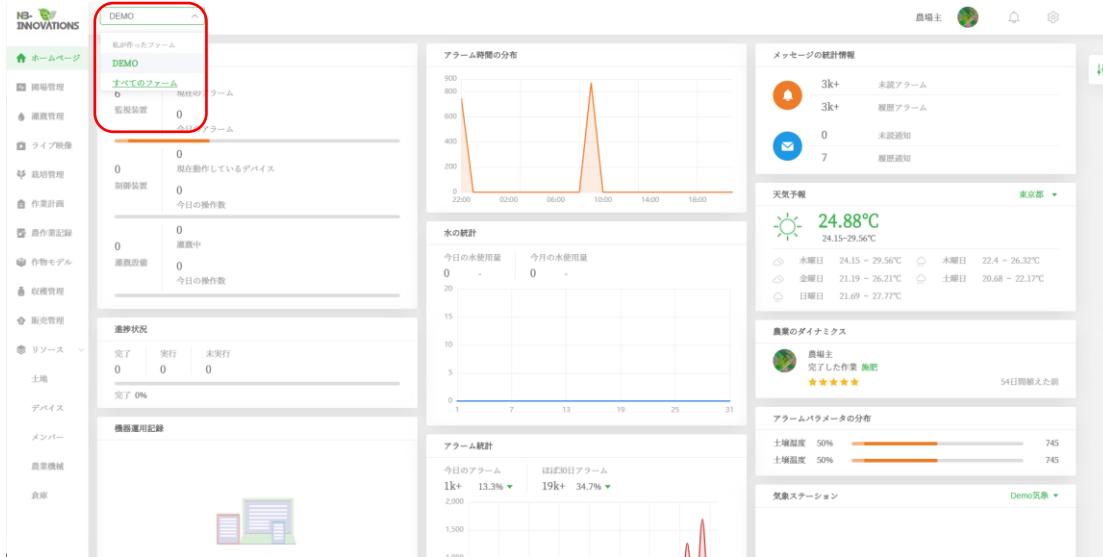 NB-
INNOVATIONS
DEMO
私が作ったファーム
DEMO
すべてのファーム
農場主
ホームページ
圃場管理
灌漑管理
ライブ映像
栽培管理
作業計画
農作業記録
作物モデル
収穫管理
販売管理
リソース
土地
デバイス
メンバー
農業機械
倉庫
6
監視装置
現在のアラーム
0
今日のアラーム
0
制御装置
0
現在動作しているデバイス
0
今日の操作数
0
灌漑設備
0
灌漑中
0
今日の操作数
進捗状況
完了 実行 未実行
0 0 0
完了 0%
機器運用記録
アラーム時間の分布
900
800
600
400
200
0
22:00 02:00 06:00 10:00 14:00 18:00
水の統計
今日の水使用量 今月の水使用量
0 - 0 -
20
15
10
5
0
1 7 13 19 25 31
アラーム統計
今日のアラーム ほぼ30日アラーム
1k+ 13.3% 19k+ 34.7%
2,000
1,500
1,000
メッセージの統計情報
3k+ 未読アラーム
3k+ 履歴アラーム
0 未読通知
7 履歴通知
天気予報 東京都
24.88℃
24.15~29.56℃
水曜日 24.15 ~ 29.56℃ 木曜日 22.4 ~ 26.32℃
金曜日 21.19 ~ 26.21℃ 土曜日 20.68 ~ 22.17℃
日曜日 21.69 ~ 27.77℃
農業のダイナミクス
農場主
完了した作業 施肥
54日間植えた前
アラームパラメータの分布
土壌湿度 50% 745
土壌温度 50% 745
気象ステーション Demo気象